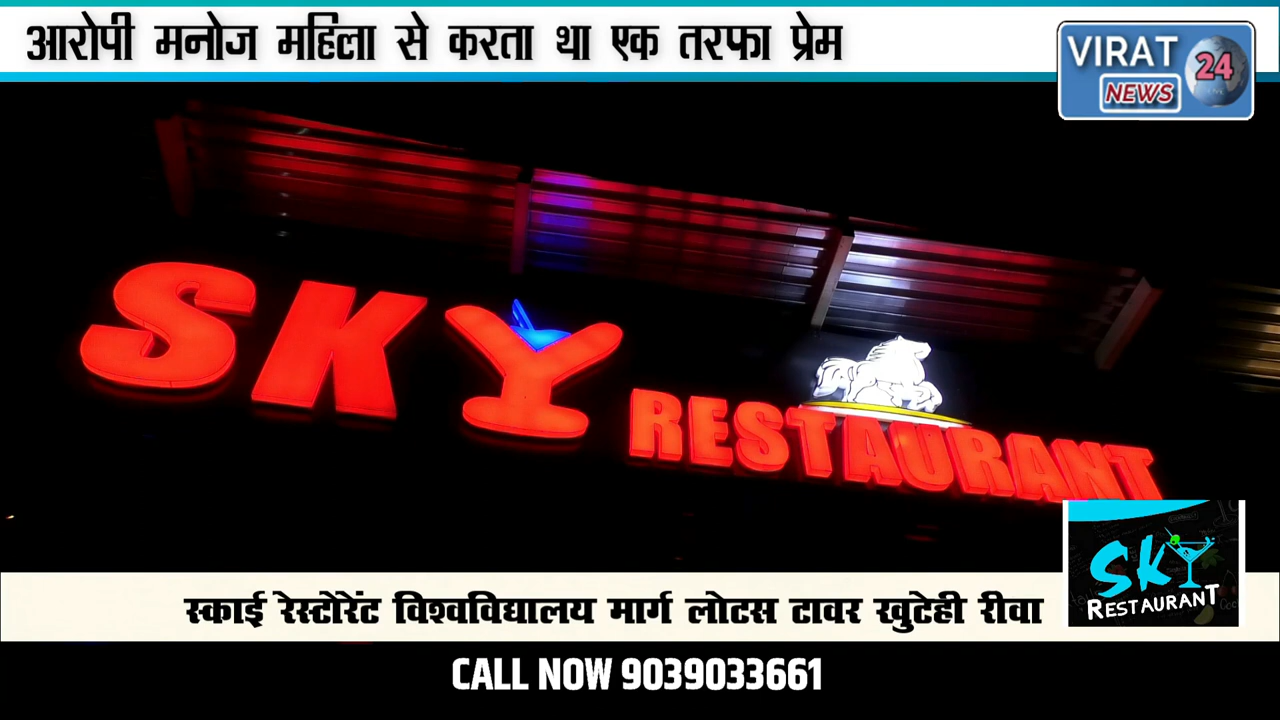 आरोपी मनोज महिला से करता था एक तरफा प्रेम
VIRAT
24
NEWS
SKY
RESTAURANT
SKY
RESTAURANT
स्काई रेस्टोरेंट विश्वविद्यालय मार्ग लोटस टावर खुटेही रीवा
CALL NOW 9039033661